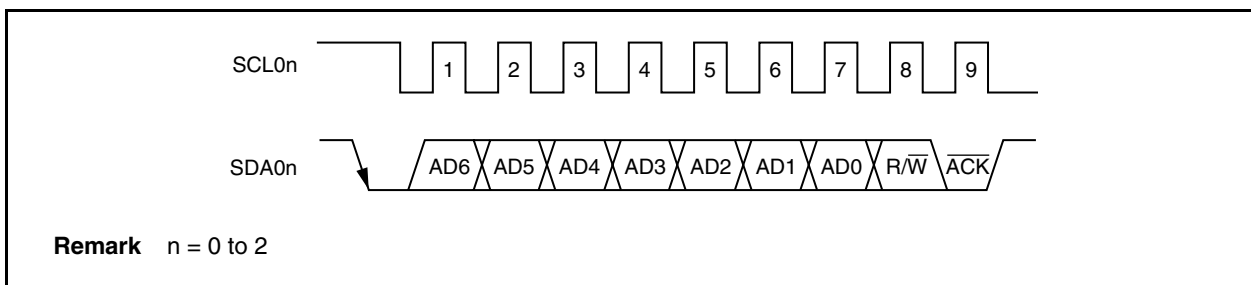 SCL0n 1 2 3 4 5 6 7 8 9
SDA0n AD6 AD5 AD4 AD3 AD2 AD1 AD0 R/W̅ A̅C̅K̅
Remark n = 0 to 2